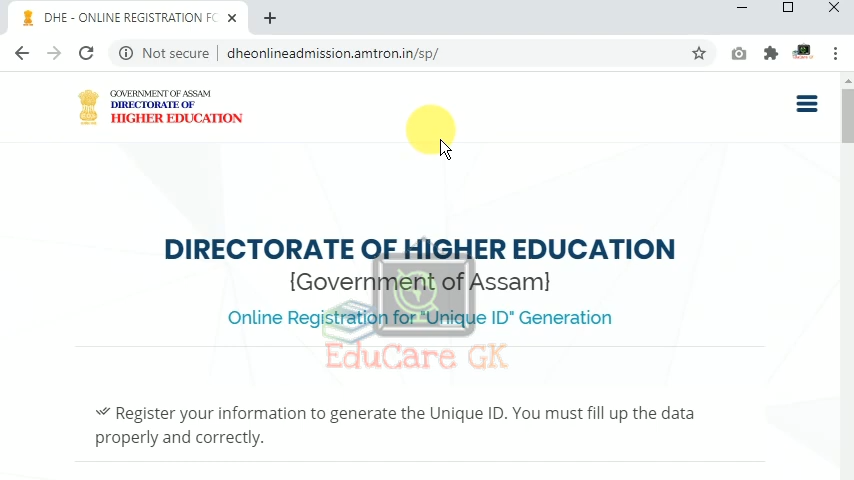 DHE - ONLINE REGISTRATION FC
Not secure
dheonlineadmission.amtron.in/sp/
GOVERNMENT OF ASSAM
DIRECTORATE OF
HIGHER EDUCATION
DIRECTORATE OF HIGHER EDUCATION
{Government of Assam}
Online Registration for "Unique ID" Generation
EduCare GK
Register your information to generate the Unique ID. You must fill up the data
properly and correctly.